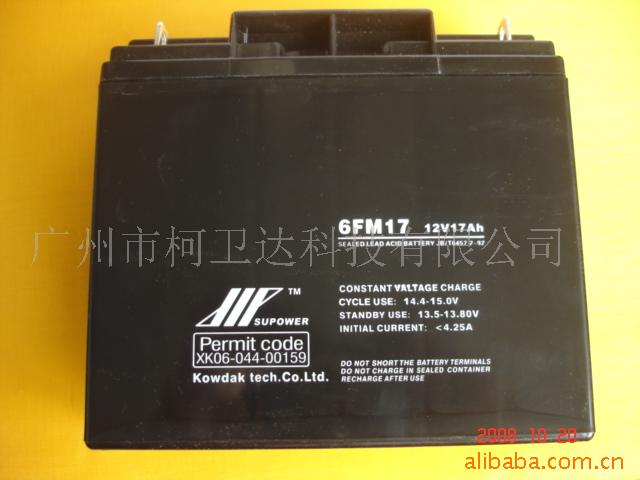 6FM17 12V17Ah
SEALED LEAD ACID BATTERY JB/T6457.2-92
广州市柯卫达科技有限公司
CONSTANT VALTAGE CHARGE
CYCLE USE: 14.4-15.0V
STANDBY USE: 13.5-13.80V
INITIAL CURRENT: <4.25A
TM
SUPOWER
Permit code
XK06-044-00159
Kowdak tech.Co.Ltd.
DO NOT SHORT THE BATTERY TERMINALS
DO NOT CHARGE IN SEALED CONTAINER
RECHARGE AFTER USE
2008 10 20
alibaba.com.cn